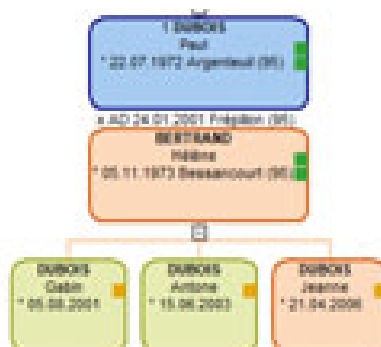 1 DUBOIS
Paul
* 22.07.1972 Argenteuil (95)
x AD 24.01.2001 Frépillon (95)
BERTRAND
Hélène
* 05.11.1973 Bessancourt (95)
DUBOIS
Gabin
* 05.08.2001
DUBOIS
Antone
* 15.06.2003
DUBOIS
Jeanne
* 21.04.2006